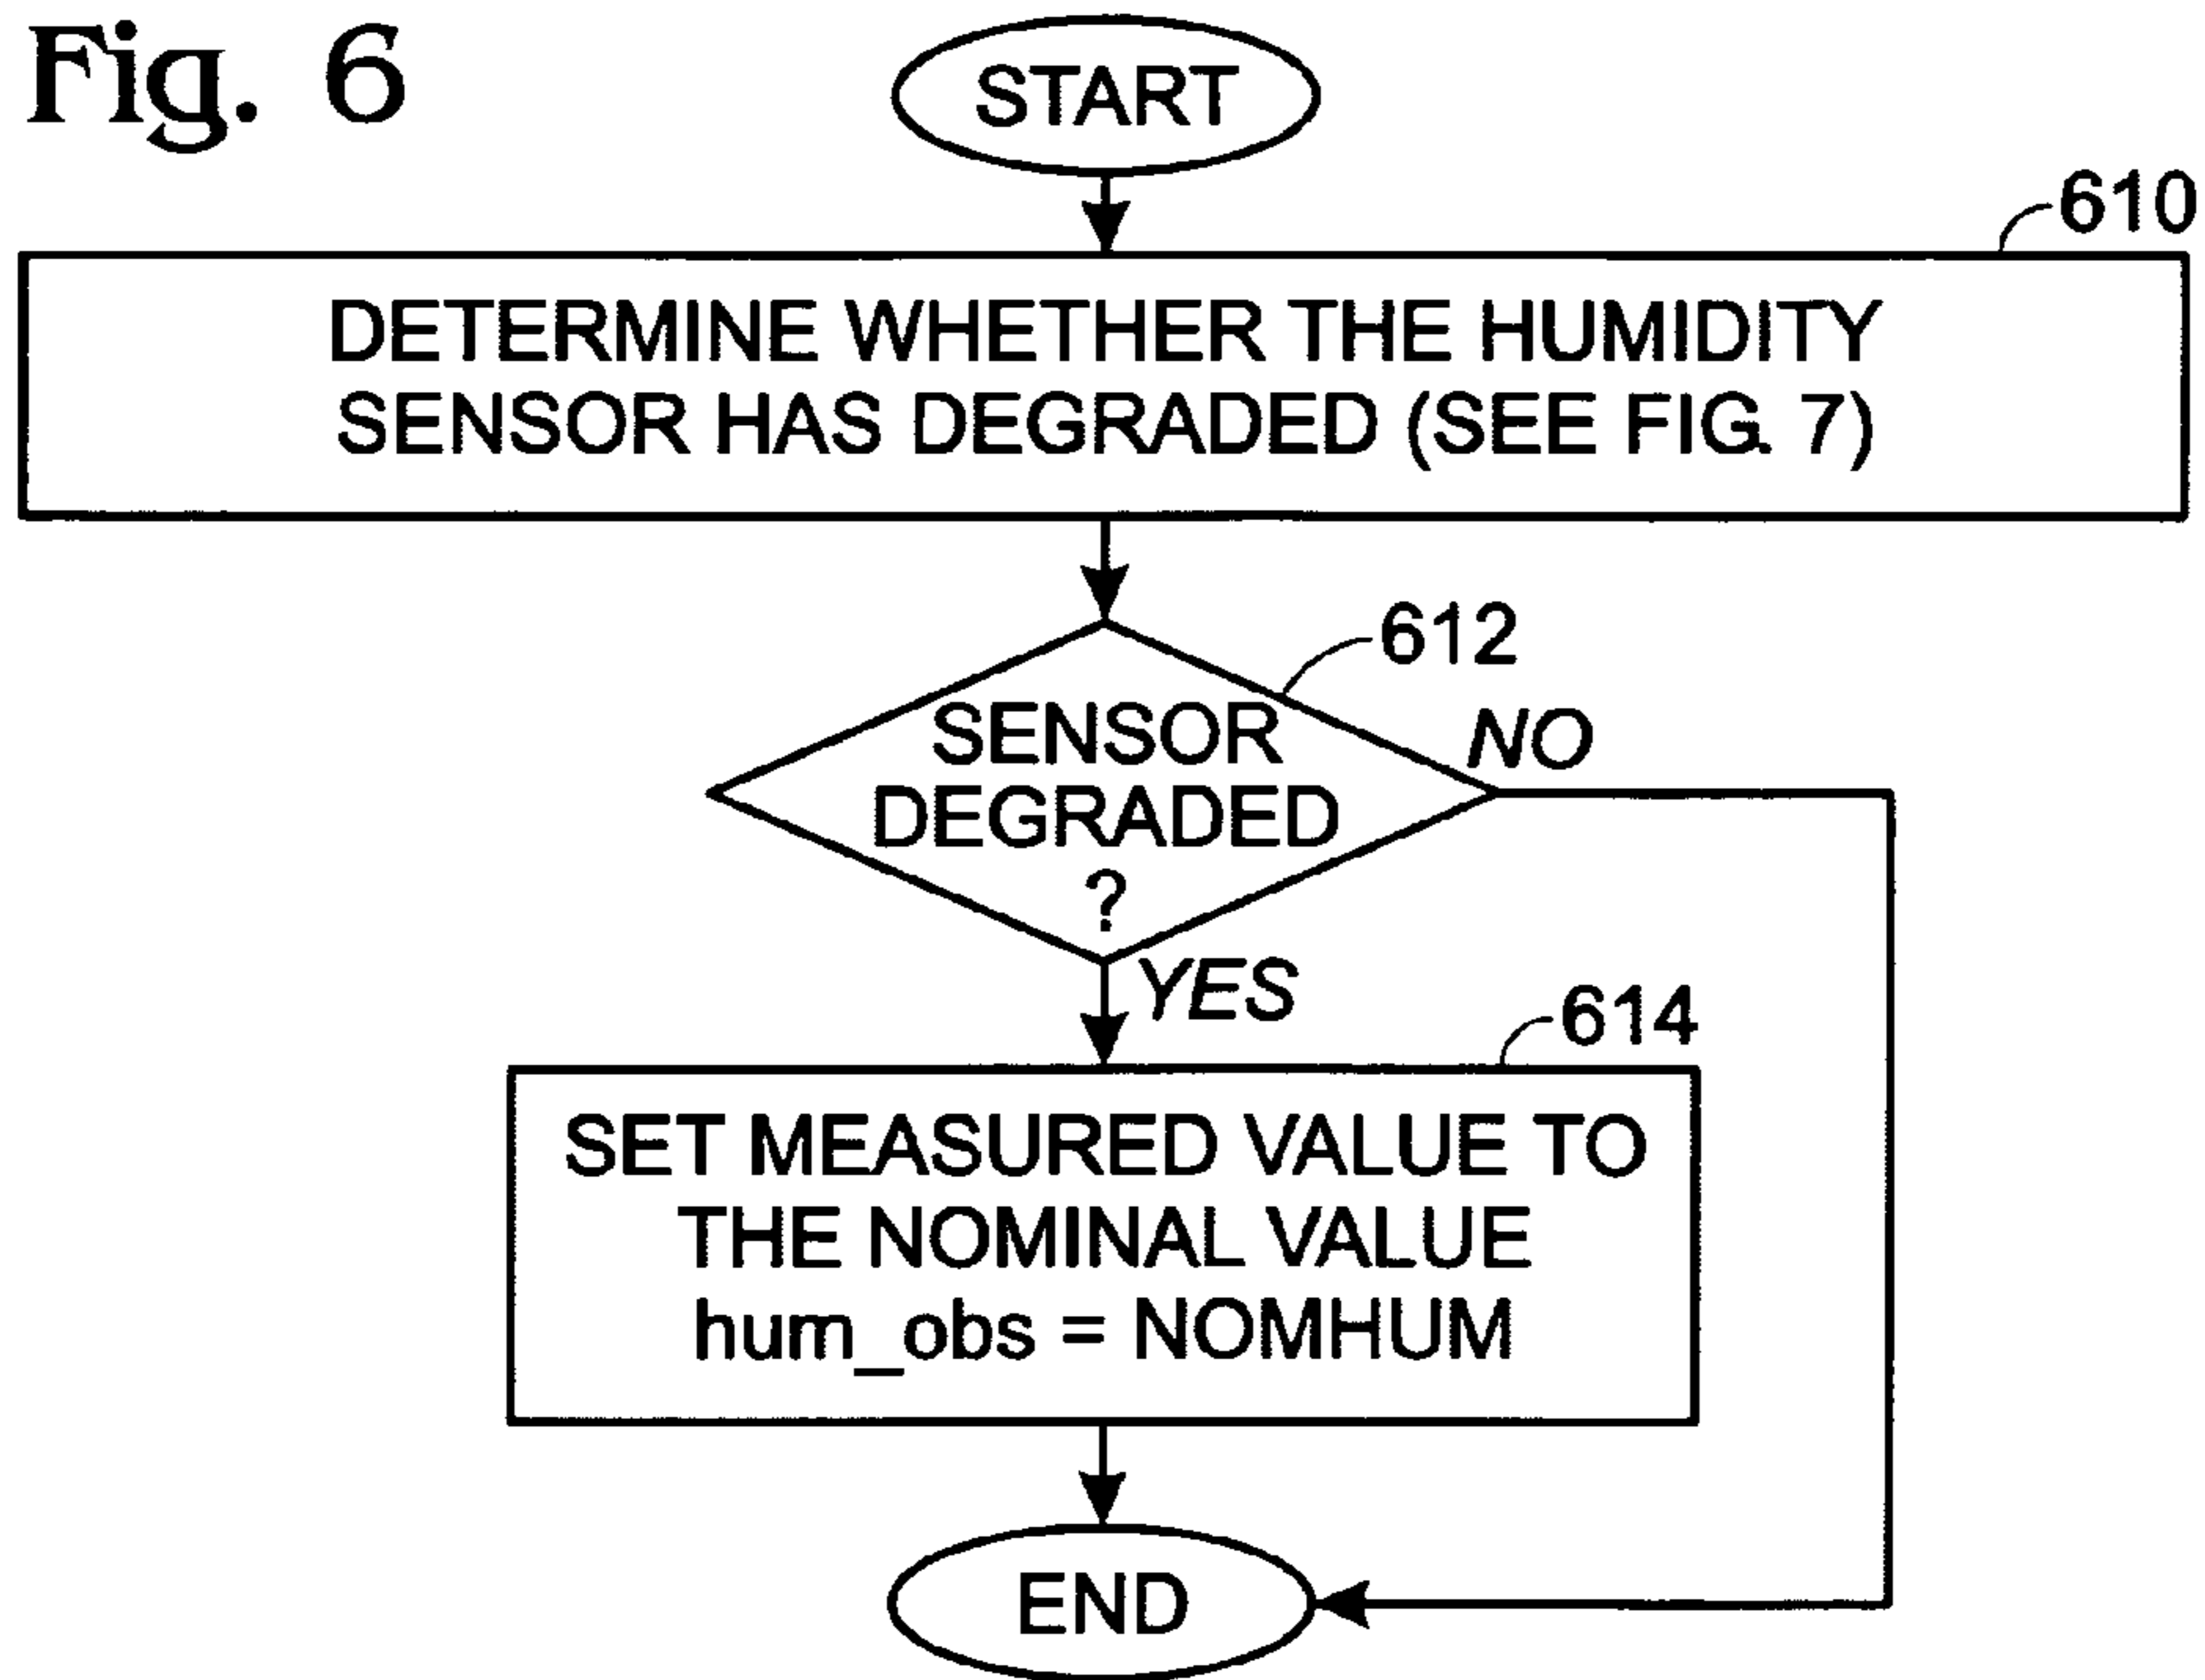 Fig. 6
START
610
DETERMINE WHETHER THE HUMIDITY
SENSOR HAS DEGRADED (SEE FIG. 7)
612
SENSOR
DEGRADED
?
NO
YES
614
SET MEASURED VALUE TO
THE NOMINAL VALUE
hum_obs = NOMHUM
END